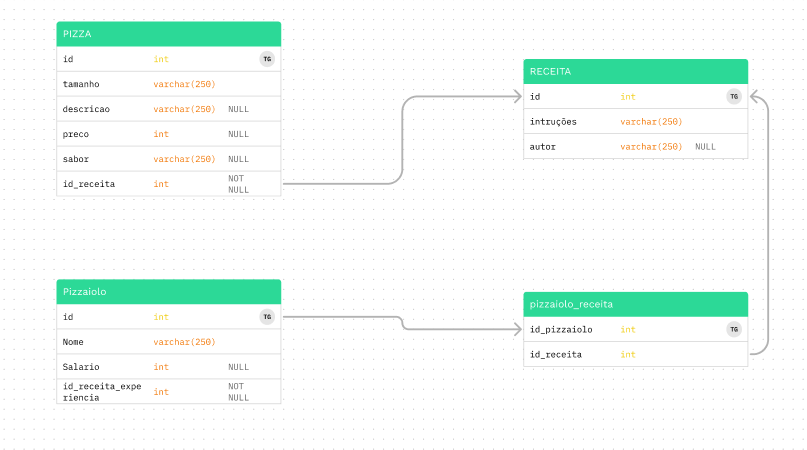 PIZZA
id int TG
tamanho varchar(250)
descricao varchar(250) NULL
preco int NULL
sabor varchar(250) NULL
id_receita int NOT NULL
RECEITA
id int TG
intruções varchar(250)
autor varchar(250) NULL
Pizzaiolo
id int TG
Nome varchar(250)
Salario int NULL
id_receita_expe
riencia int NOT NULL
pizzaiolo_receita
id_pizzaiolo int TG
id_receita int